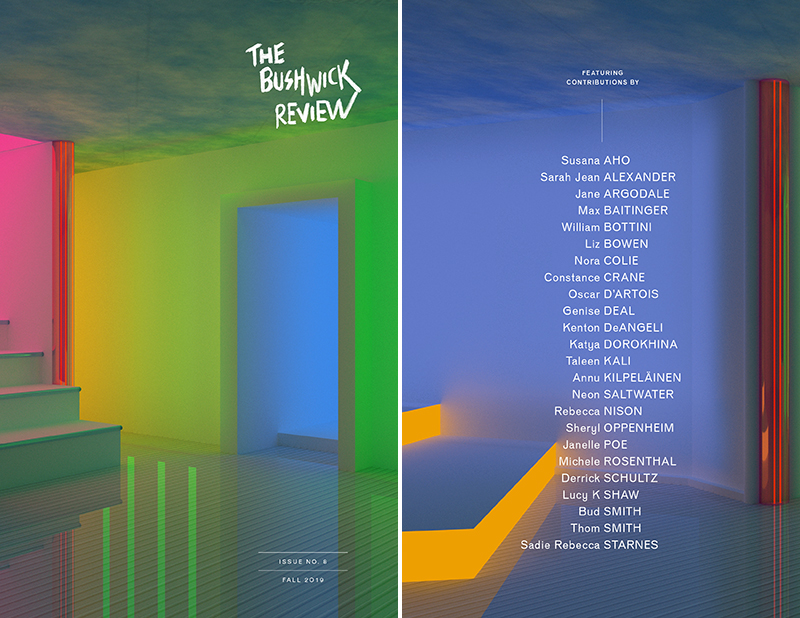 THE
BUSHWICK
REVIEW
ISSUE NO. 8
FALL 2019
FEATURING
CONTRIBUTIONS BY
Susana AHO
Sarah Jean ALEXANDER
Jane ARGODALE
Max BAITINGER
William BOTTINI
Liz BOWEN
Nora COLIE
Constance CRANE
Oscar D'ARTOIS
Genise DEAL
Kenton DeANGELI
Katya DOROKHINA
Taleen KALI
Annu KILPELÄINEN
Neon SALTWATER
Rebecca NISON
Sheryl OPPENHEIM
Janelle POE
Michele ROSENTHAL
Derrick SCHULTZ
Lucy K SHAW
Bud SMITH
Thom SMITH
Sadie Rebecca STARNES